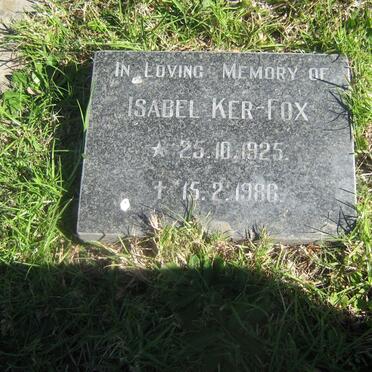 IN LOVING MEMORY OF
ISABEL KER-FOX
* 25.10.1925.
† 15.2.1986.